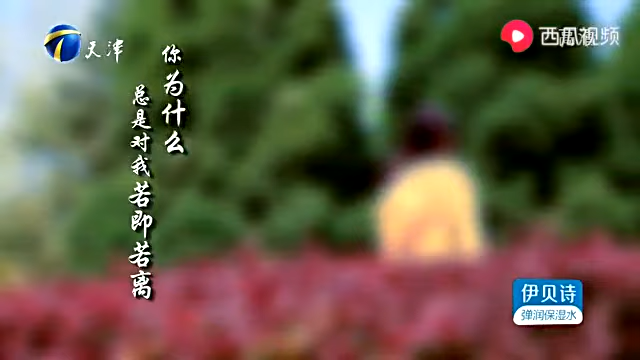 天津
你为什么
总是对我若即若离
西瓜视频
伊贝诗
弹润保湿水